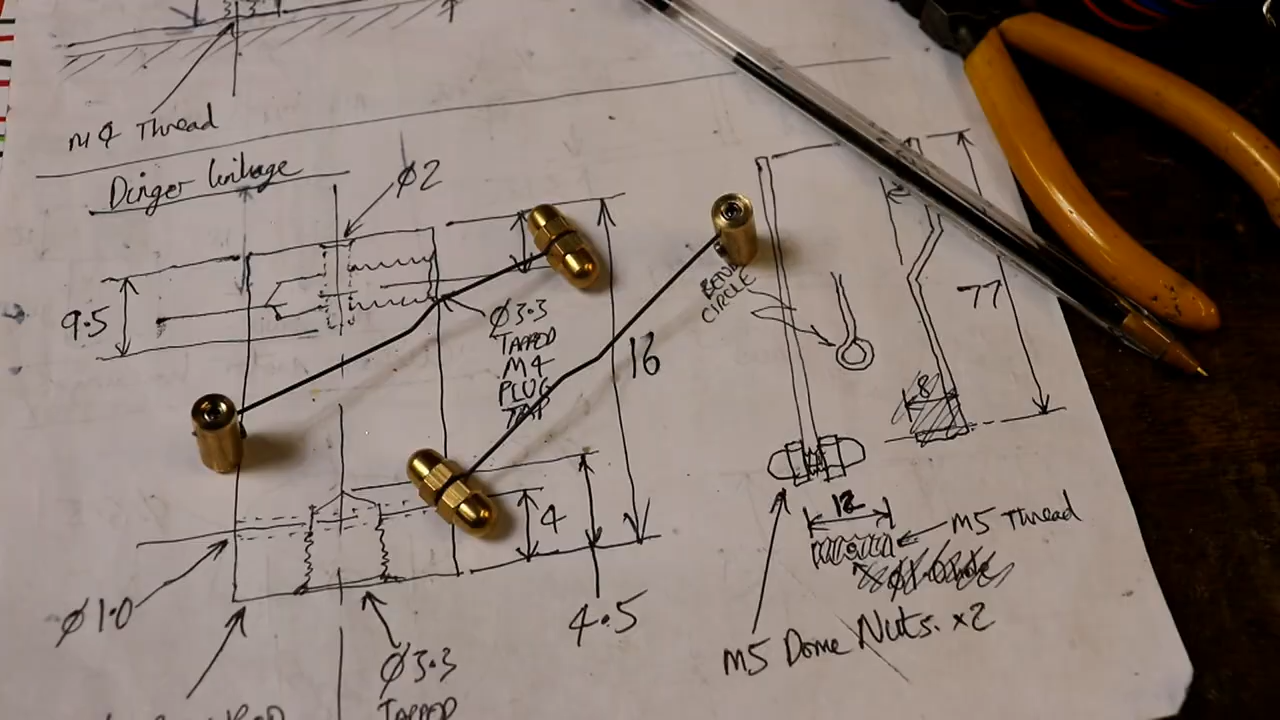 M4 Thread
Dinger Linkage
Ø2
9.5
Ø3.3
TAPPED
M4
PLUG
TAP
16
BEND
CIRCLE
77
8
4
12
M5 Thread
Ø1.0
4.5
M5 Dome Nuts. x2
Ø3.3
TAPPED